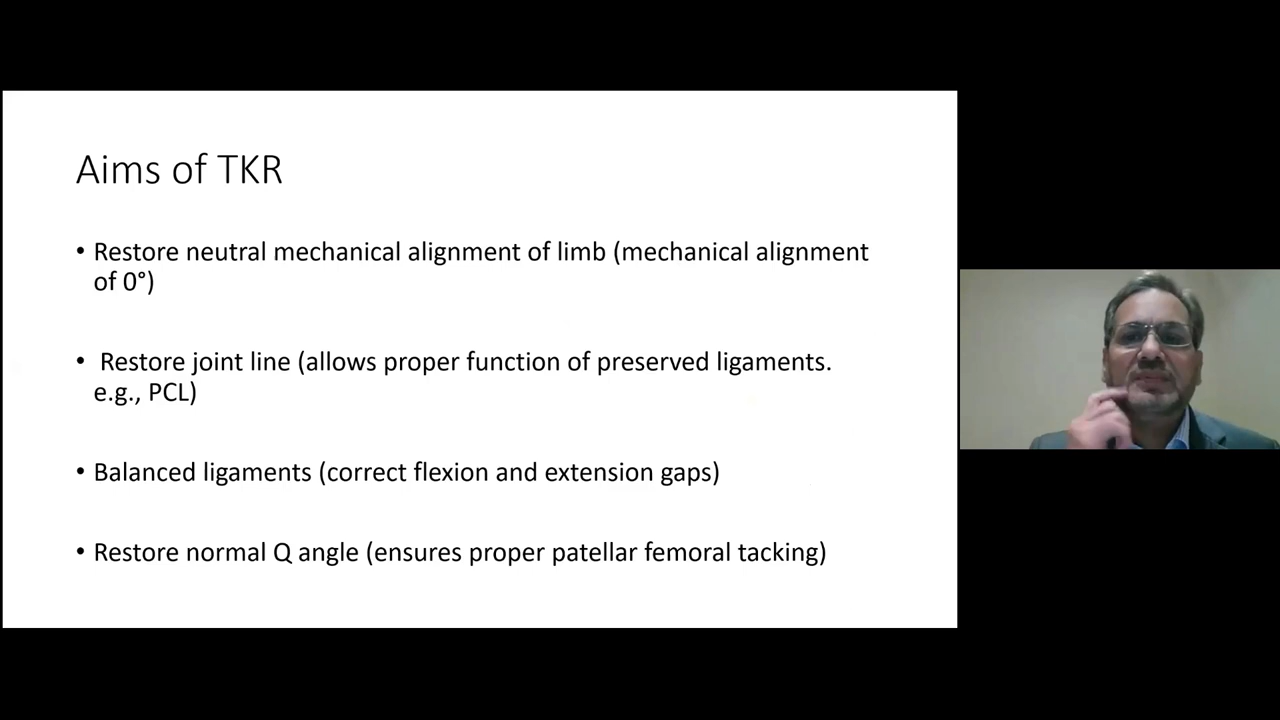 Aims of TKR
• Restore neutral mechanical alignment of limb (mechanical alignment
of 0°)
• Restore joint line (allows proper function of preserved ligaments.
e.g., PCL)
• Balanced ligaments (correct flexion and extension gaps)
• Restore normal Q angle (ensures proper patellar femoral tacking)